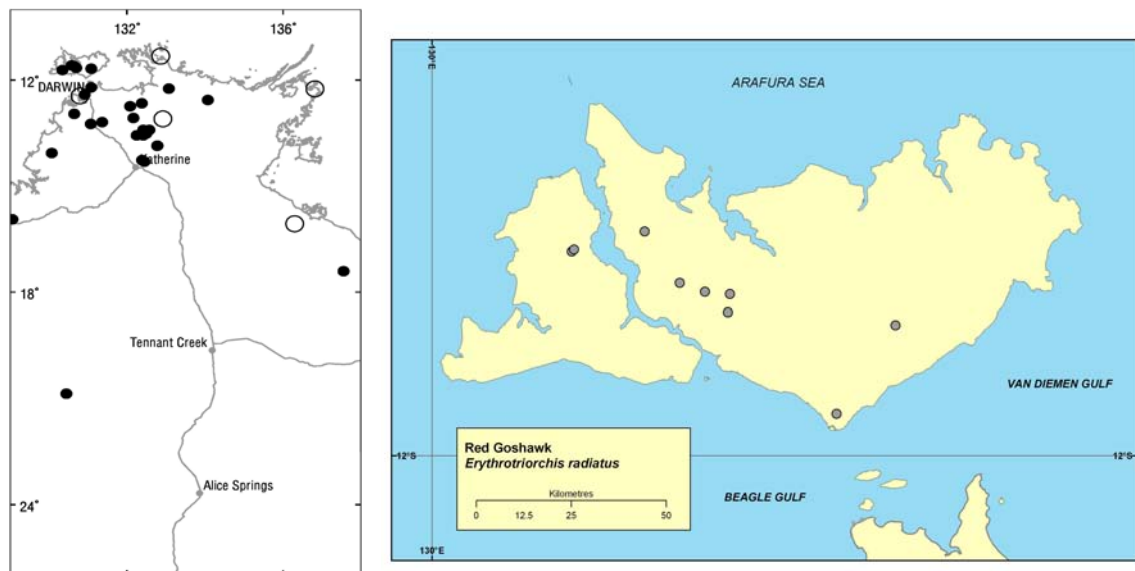 132° 136°
12°
DARWIN
Katherine
18°
Tennant Creek
24°
Alice Springs
130°E
ARAFURA SEA
VAN DIEMEN GULF
12°S 12°S
Red Goshawk
Erythrotriorchis radiatus
Kilometres
0 12.5 25 50
BEAGLE GULF
130°E